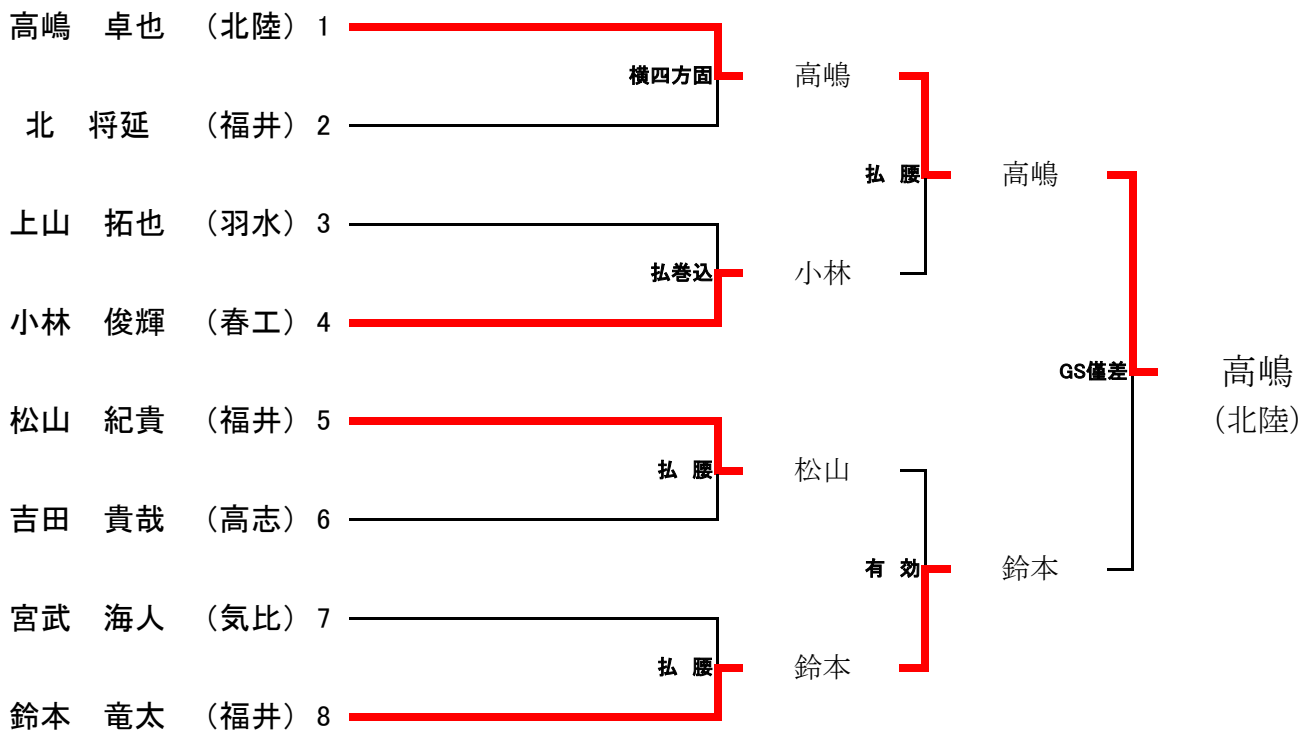 高嶋　卓也　（北陸）　1
横四方固　高嶋
北　将延　（福井）　2
払　腰　高嶋
上山　拓也　（羽水）　3
払巻込　小林
小林　俊輝　（春工）　4
GS僅差　高嶋
（北陸）
松山　紀貴　（福井）　5
払　腰　松山
吉田　貴哉　（高志）　6
有　効　鈴本
宮武　海人　（気比）　7
払　腰　鈴本
鈴本　竜太　（福井）　8